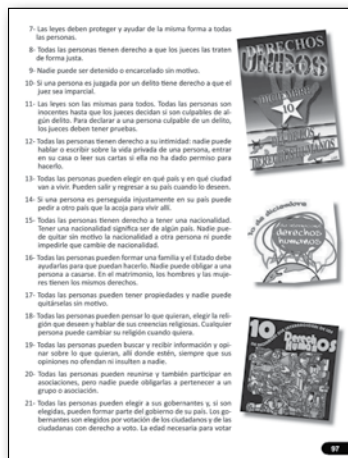 7- Las leyes deben proteger y ayudar de la misma forma a todas
las personas.
8- Todas las personas tienen derecho a que los jueces las traten
de forma justa.
9- Nadie puede ser detenido o encarcelado sin motivo.
10- Si una persona es juzgada por un delito tiene derecho a que el
juez sea imparcial.
11- Las leyes son las mismas para todos. Todas las personas son
inocentes hasta que los jueces decidan si son culpables de al-
gún delito. Para declarar a una persona culpable de un delito,
los jueces deben tener pruebas.
12- Todas las personas tienen derecho a su intimidad: nadie puede
hablar o escribir sobre la vida privada de una persona, entrar
en su casa o leer sus cartas si ella no ha dado permiso para
hacerlo.
13- Todas las personas pueden elegir en qué país y en qué ciudad
van a vivir. Pueden salir y regresar a su país cuando lo deseen.
14- Si una persona es perseguida injustamente en su país puede
pedir a otro país que la acoja para vivir allí.
15- Todas las personas tienen derecho a tener una nacionalidad.
Tener una nacionalidad significa ser de algún país. Nadie pue-
de quitar sin motivo la nacionalidad a otra persona ni puede
impedirle que cambie de nacionalidad.
16- Todas las personas pueden formar una familia y el Estado debe
ayudarlas para que puedan hacerlo. Nadie puede obligar a una
persona a casarse. En el matrimonio, los hombres y las muje-
res tienen los mismos derechos.
17- Todas las personas pueden tener propiedades y nadie puede
quitárselas sin motivo.
18- Todas las personas pueden pensar lo que quieran, elegir la reli-
gión que deseen y hablar de sus creencias religiosas. Cualquier
persona puede cambiar su religión cuando quiera.
19- Todas las personas pueden buscar y recibir información y opi-
nar sobre lo que quieran, allí donde estén, siempre que sus
opiniones no ofendan ni insulten a nadie.
20- Todas las personas pueden reunirse y también participar en
asociaciones, pero nadie puede obligarlas a pertenecer a un
grupo o asociación.
21- Todas las personas pueden elegir a sus gobernantes y, si son
elegidas, pueden formar parte del gobierno de su país. Los go-
bernantes son elegidos por votación de los ciudadanos y de las
ciudadanas con derecho a voto. La edad necesaria para votar
DERECHOS
10
10 diciembre
derechos
humanos
10
97